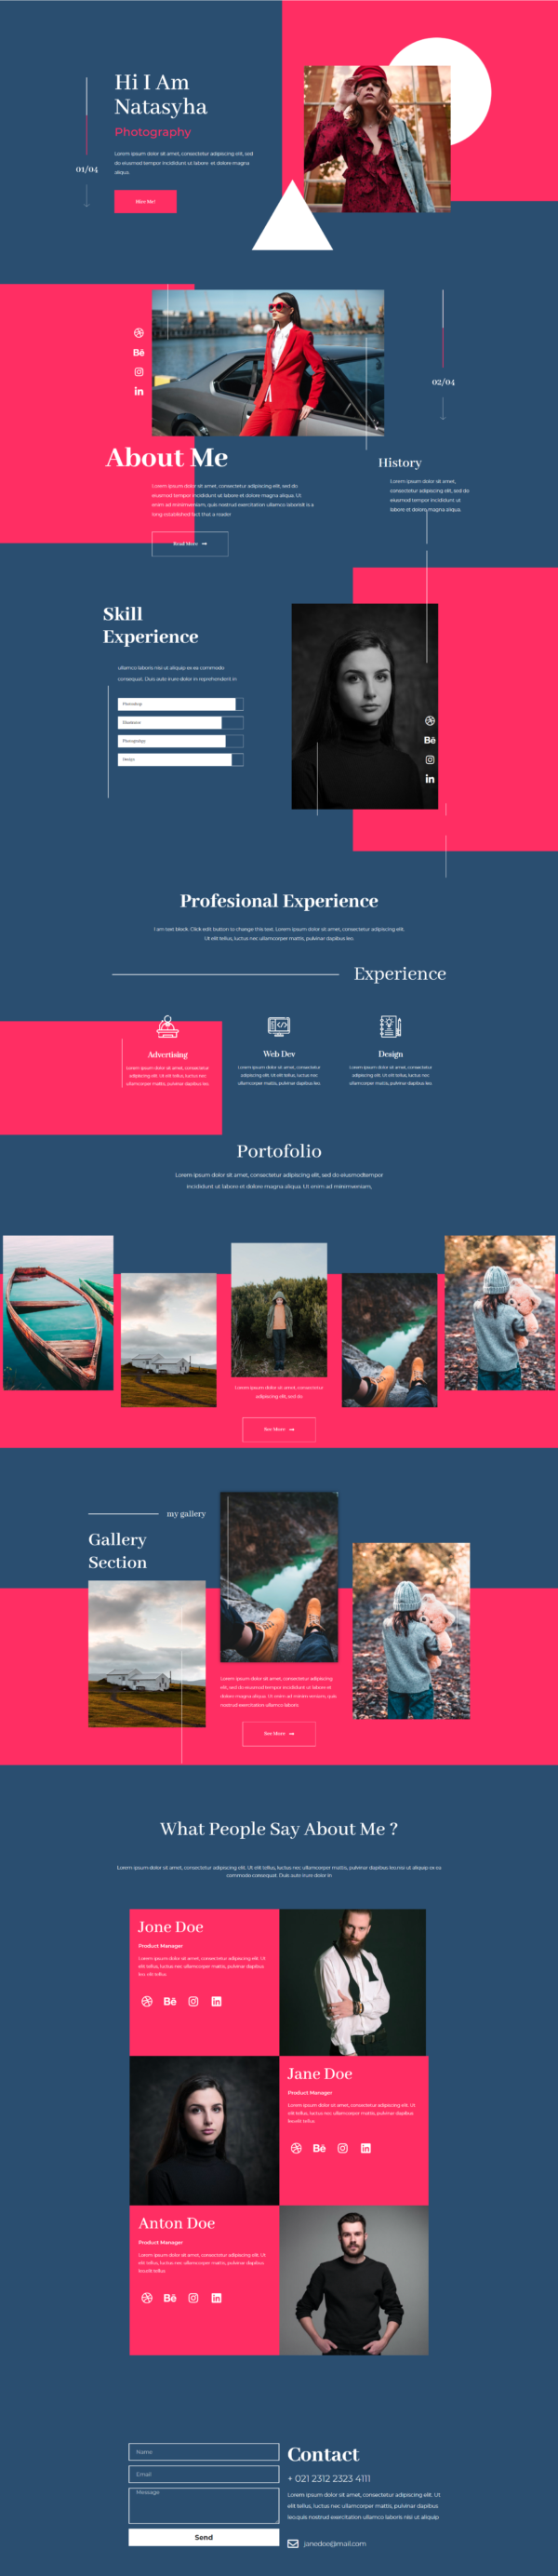 Hi I Am
Natasyha
Photography
Lorem ipsum dolor sit amet, consectetur adipiscing elit, sed
do eiusmod tempor incididunt ut labore et dolore magna
aliqua.
01/04
Hire Me!
Bē
in
02/04
About Me
Lorem ipsum dolor sit amet, consectetur adipiscing elit, sed do
eiusmod tempor incididunt ut labore et dolore magna aliqua. Ut
enim ad minimveniam, quis nostrud exercitation ullamco laborisIt is a
long established fact that a reader
Read More
History
Lorem ipsum dolor sit amet,
consectetur adipiscing elit, sed do
eiusmod tempor incididunt ut
labore et dolore magna aliqua.
Skill
Experience
ullamco laboris nisi ut aliquip ex ea commodo
consequat. Duis aute irure dolor in reprehenderit in
Photoshop
Illustrator
Design
Bē
in
Profesional Experience
I am text block. Click edit button to change this text. Lorem ipsum dolor sit amet, consectetur adipiscing elit.
Ut elit tellus, luctus nec ullamcorper mattis, pulvinar dapibus leo.
Experience
Advertising
Lorem ipsum dolor sit amet, consectetur
adipiscing elit. Ut elit tellus, luctus nec
ullamcorper mattis, pulvinar dapibus leo.
Web Dev
Lorem ipsum dolor sit amet, consectetur
adipiscing elit. Ut elit tellus, luctus nec
ullamcorper mattis, pulvinar dapibus leo.
Design
Lorem ipsum dolor sit amet, consectetur
adipiscing elit. Ut elit tellus, luctus nec
ullamcorper mattis, pulvinar dapibus leo
Portofolio
Lorem ipsum dolor sit amet, consectetur adipiscing elit, sed do eiusmodtempor
incididunt ut labore et dolore magna aliqua. Ut enim ad minimveniam,
Lorem ipsum dolor sit amet, consectetur
adipiscing elit, sed do
See More
my gallery
Gallery
Section
Lorem ipsum dolor sit amet, consectetur adipiscing
elit, sed do eiusmod tempor incididunt ut labore et
dolore magna aliqua. Ut enim ad minim veniam, quis
nostrud exercitation ullamco laboris
See More
What People Say About Me ?
Lorem ipsum dolor sit amet, consectetur adipiscing elit. Ut elit tellus, luctus nec ullamcorper mattis, pulvinar dapibus leo.nisi ut aliquip ex ea
commodo consequat. Duis aute irure dolor in
Jone Doe
Product Manager
Lorem ipsum dolor sit amet, consectetur adipiscing elit. Ut
elit tellus, luctus nec ullamcorper mattis, pulvinar dapibus
leo.
Bē
in
Jane Doe
Product Manager
Lorem ipsum dolor sit amet, consectetur adipiscing elit. Ut
elit tellus, luctus nec ullamcorper mattis, pulvinar dapibus
Bē
in
Anton Doe
Product Manager
Lorem ipsum dolor sit amet, consectetur adipiscing elit. Ut
elit tellus, luctus nec ullamcorper mattis, pulvinar dapibus
Bē
in
Name
Email
Message
Send
Contact
+ 021 2312 2323 4111
Lorem ipsum dolor sit amet, consectetur adipiscing elit. Ut
elit tellus, luctus nec ullamcorper mattis, pulvinar dapibus
leo.quis nostrud exercitation ullamco laboris nisi ut aliquip
janedoe@mail.com